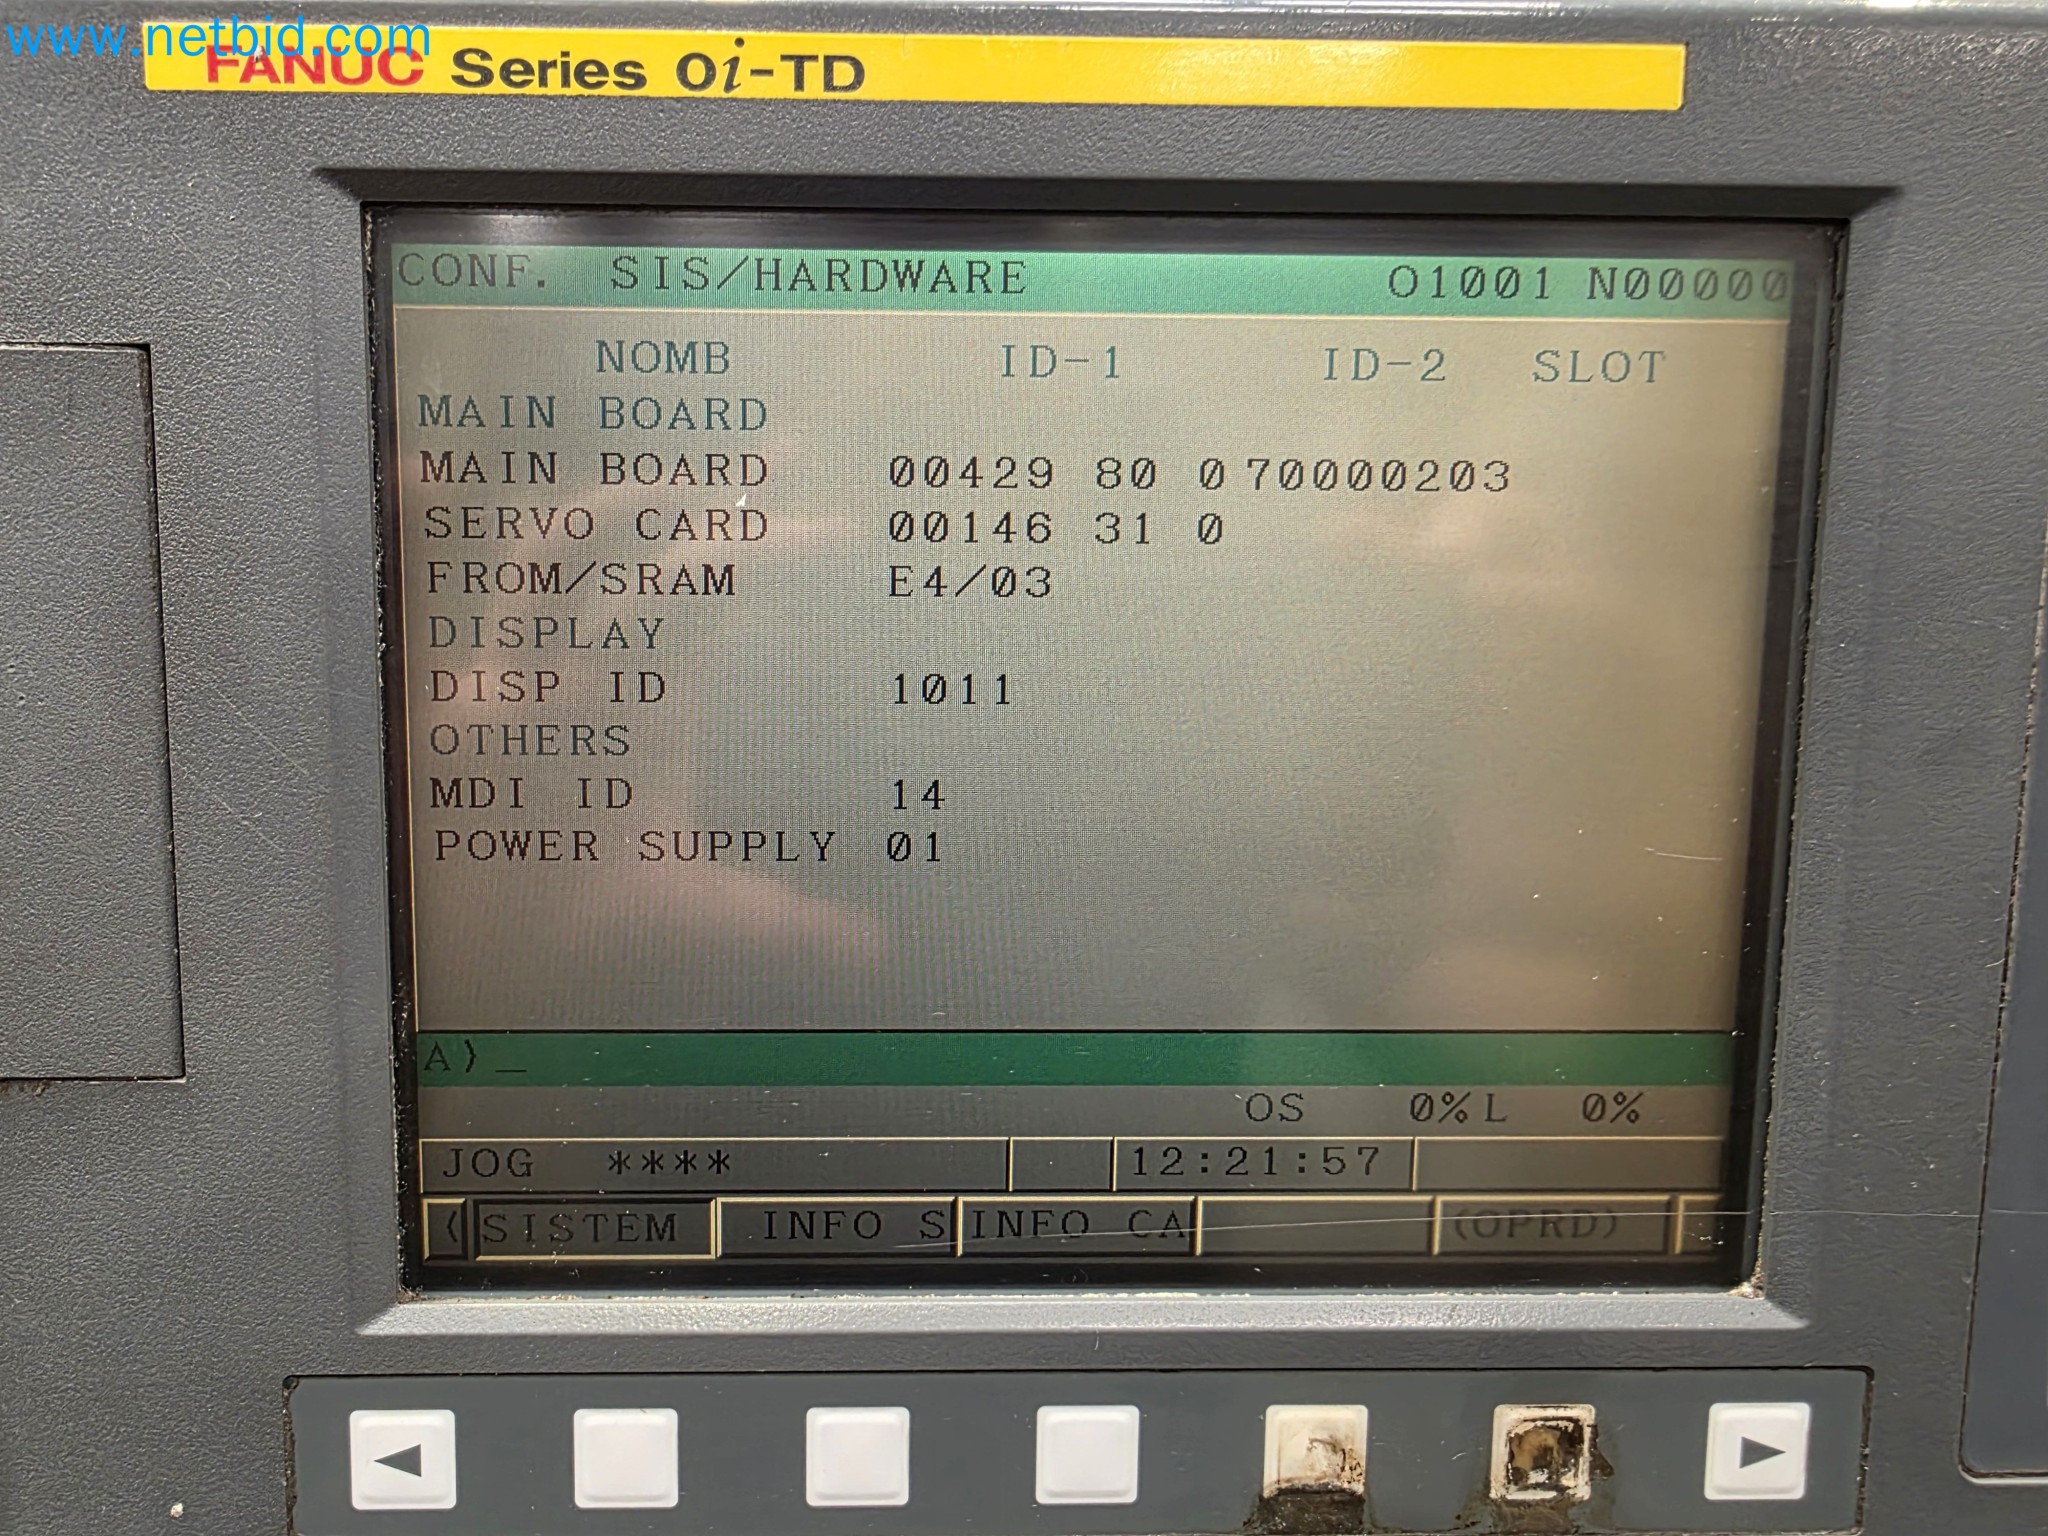 www.netbid.com
FANUC Series 0i-TD
CONF. SIS/HARDWARE O1001 N00000
NOMB ID-1 ID-2 SLOT
MAIN BOARD
MAIN BOARD 00429 80 0 70000203
SERVO CARD 00146 31 0
FROM/SRAM E4/03
DISPLAY
DISP ID 1011
OTHERS
MDI ID 14
POWER SUPPLY 01
A)_
OS 0% L 0%
JOG **** 12:21:57
( SISTEM INFO S INFO CA (OPRD)